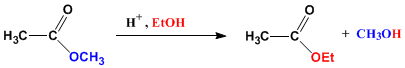 O O
H⁺, EtOH
H₃C C H₃C C + CH₃OH
OCH₃ OEt